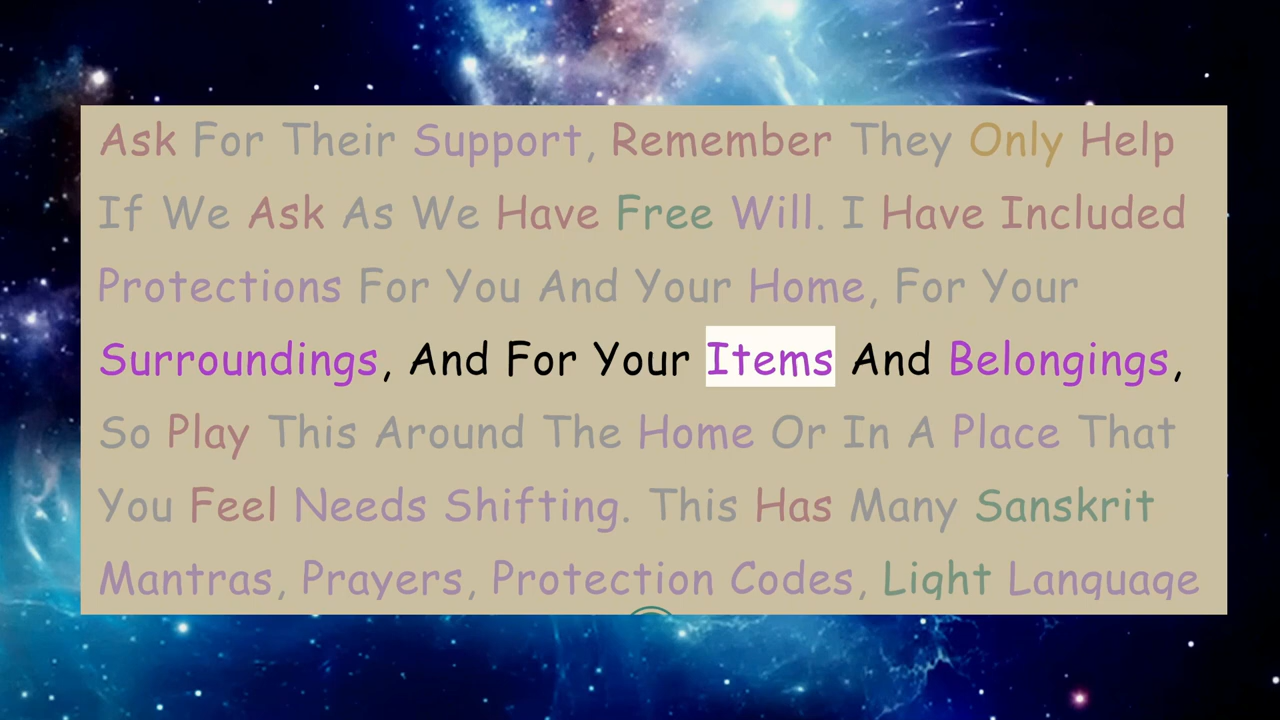 Ask For Their Support, Remember They Only Help
If We Ask As We Have Free Will. I Have Included
Protections For You And Your Home, For Your
Surroundings, And For Your Items And Belongings,
So Play This Around The Home Or In A Place That
You Feel Needs Shifting. This Has Many Sanskrit
Mantras, Prayers, Protection Codes, Light Language